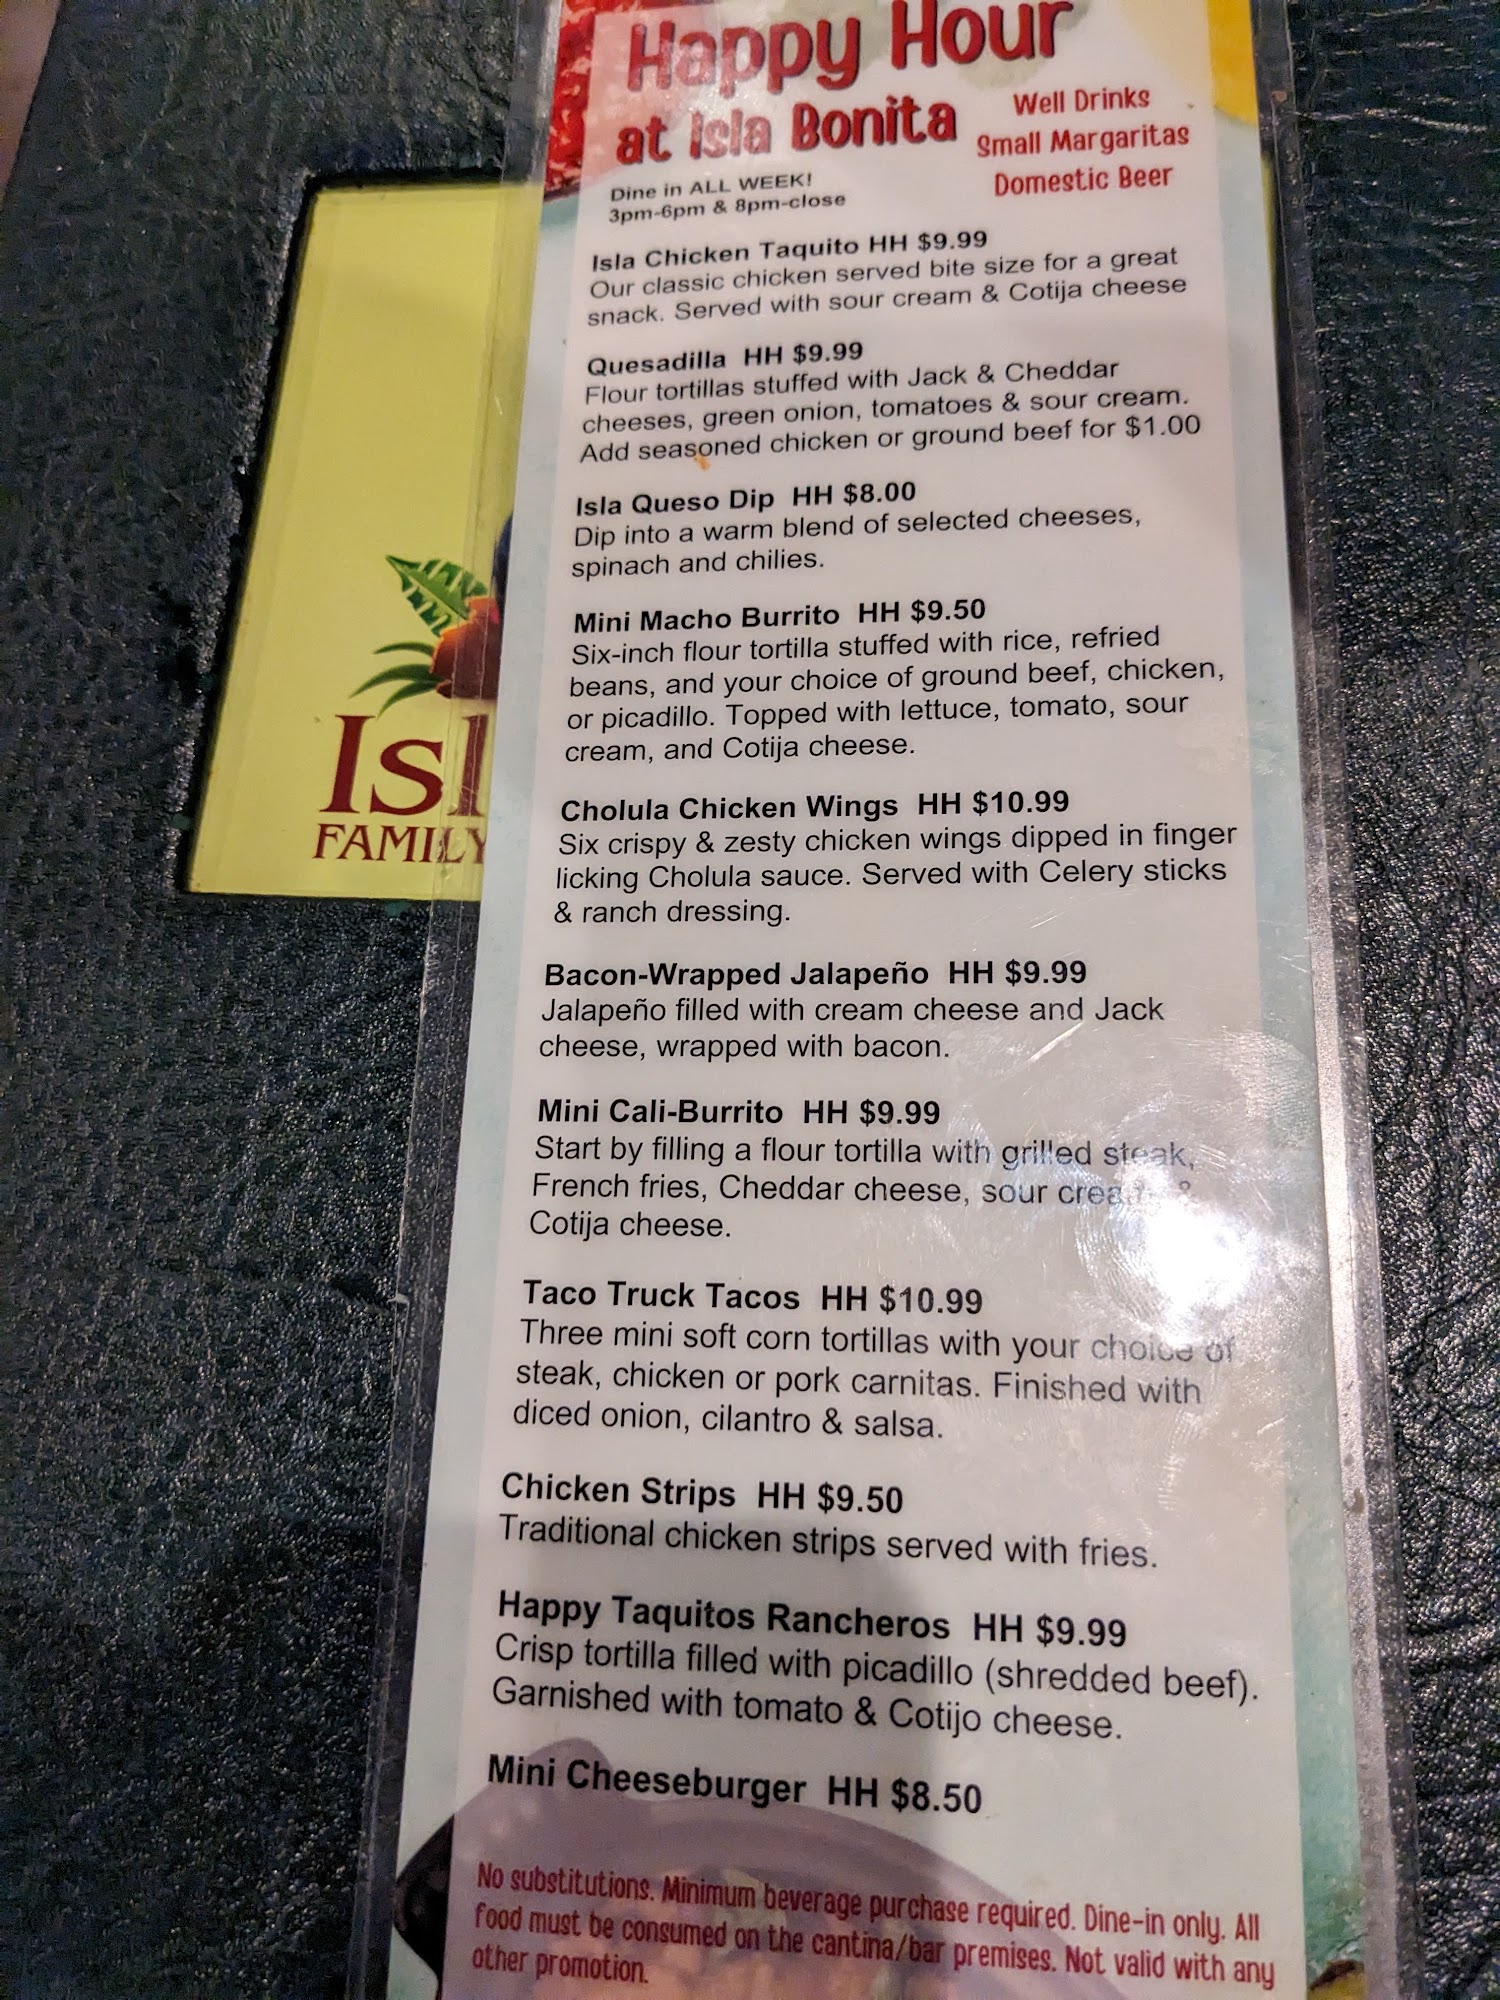 Happy Hour
at Isla Bonita
Well Drinks
Small Margaritas
Domestic Beer
Dine in ALL WEEK!
3pm-6pm & 8pm-close
Isla Chicken Taquito HH $9.99
Our classic chicken served bite size for a great
snack. Served with sour cream & Cotija cheese
Quesadilla HH $9.99
Flour tortillas stuffed with Jack & Cheddar
cheeses, green onion, tomatoes & sour cream.
Add seasoned chicken or ground beef for $1.00
Isla Queso Dip HH $8.00
Dip into a warm blend of selected cheeses,
spinach and chilies.
Mini Macho Burrito HH $9.50
Six-inch flour tortilla stuffed with rice, refried
beans, and your choice of ground beef, chicken,
or picadillo. Topped with lettuce, tomato, sour
cream, and Cotija cheese.
Cholula Chicken Wings HH $10.99
Six crispy & zesty chicken wings dipped in finger
licking Cholula sauce. Served with Celery sticks
& ranch dressing.
Bacon-Wrapped Jalapeño HH $9.99
Jalapeño filled with cream cheese and Jack
cheese, wrapped with bacon.
Mini Cali-Burrito HH $9.99
Start by filling a flour tortilla with grilled steak,
French fries, Cheddar cheese, sour cream &
Cotija cheese.
Taco Truck Tacos HH $10.99
Three mini soft corn tortillas with your choice of
steak, chicken or pork carnitas. Finished with
diced onion, cilantro & salsa.
Chicken Strips HH $9.50
Traditional chicken strips served with fries.
Happy Taquitos Rancheros HH $9.99
Crisp tortilla filled with picadillo (shredded beef).
Garnished with tomato & Cotijo cheese.
Mini Cheeseburger HH $8.50
No substitutions. Minimum beverage purchase required. Dine-in only. All
food must be consumed on the cantina/bar premises. Not valid with any
other promotion.
Isl
FAMILY